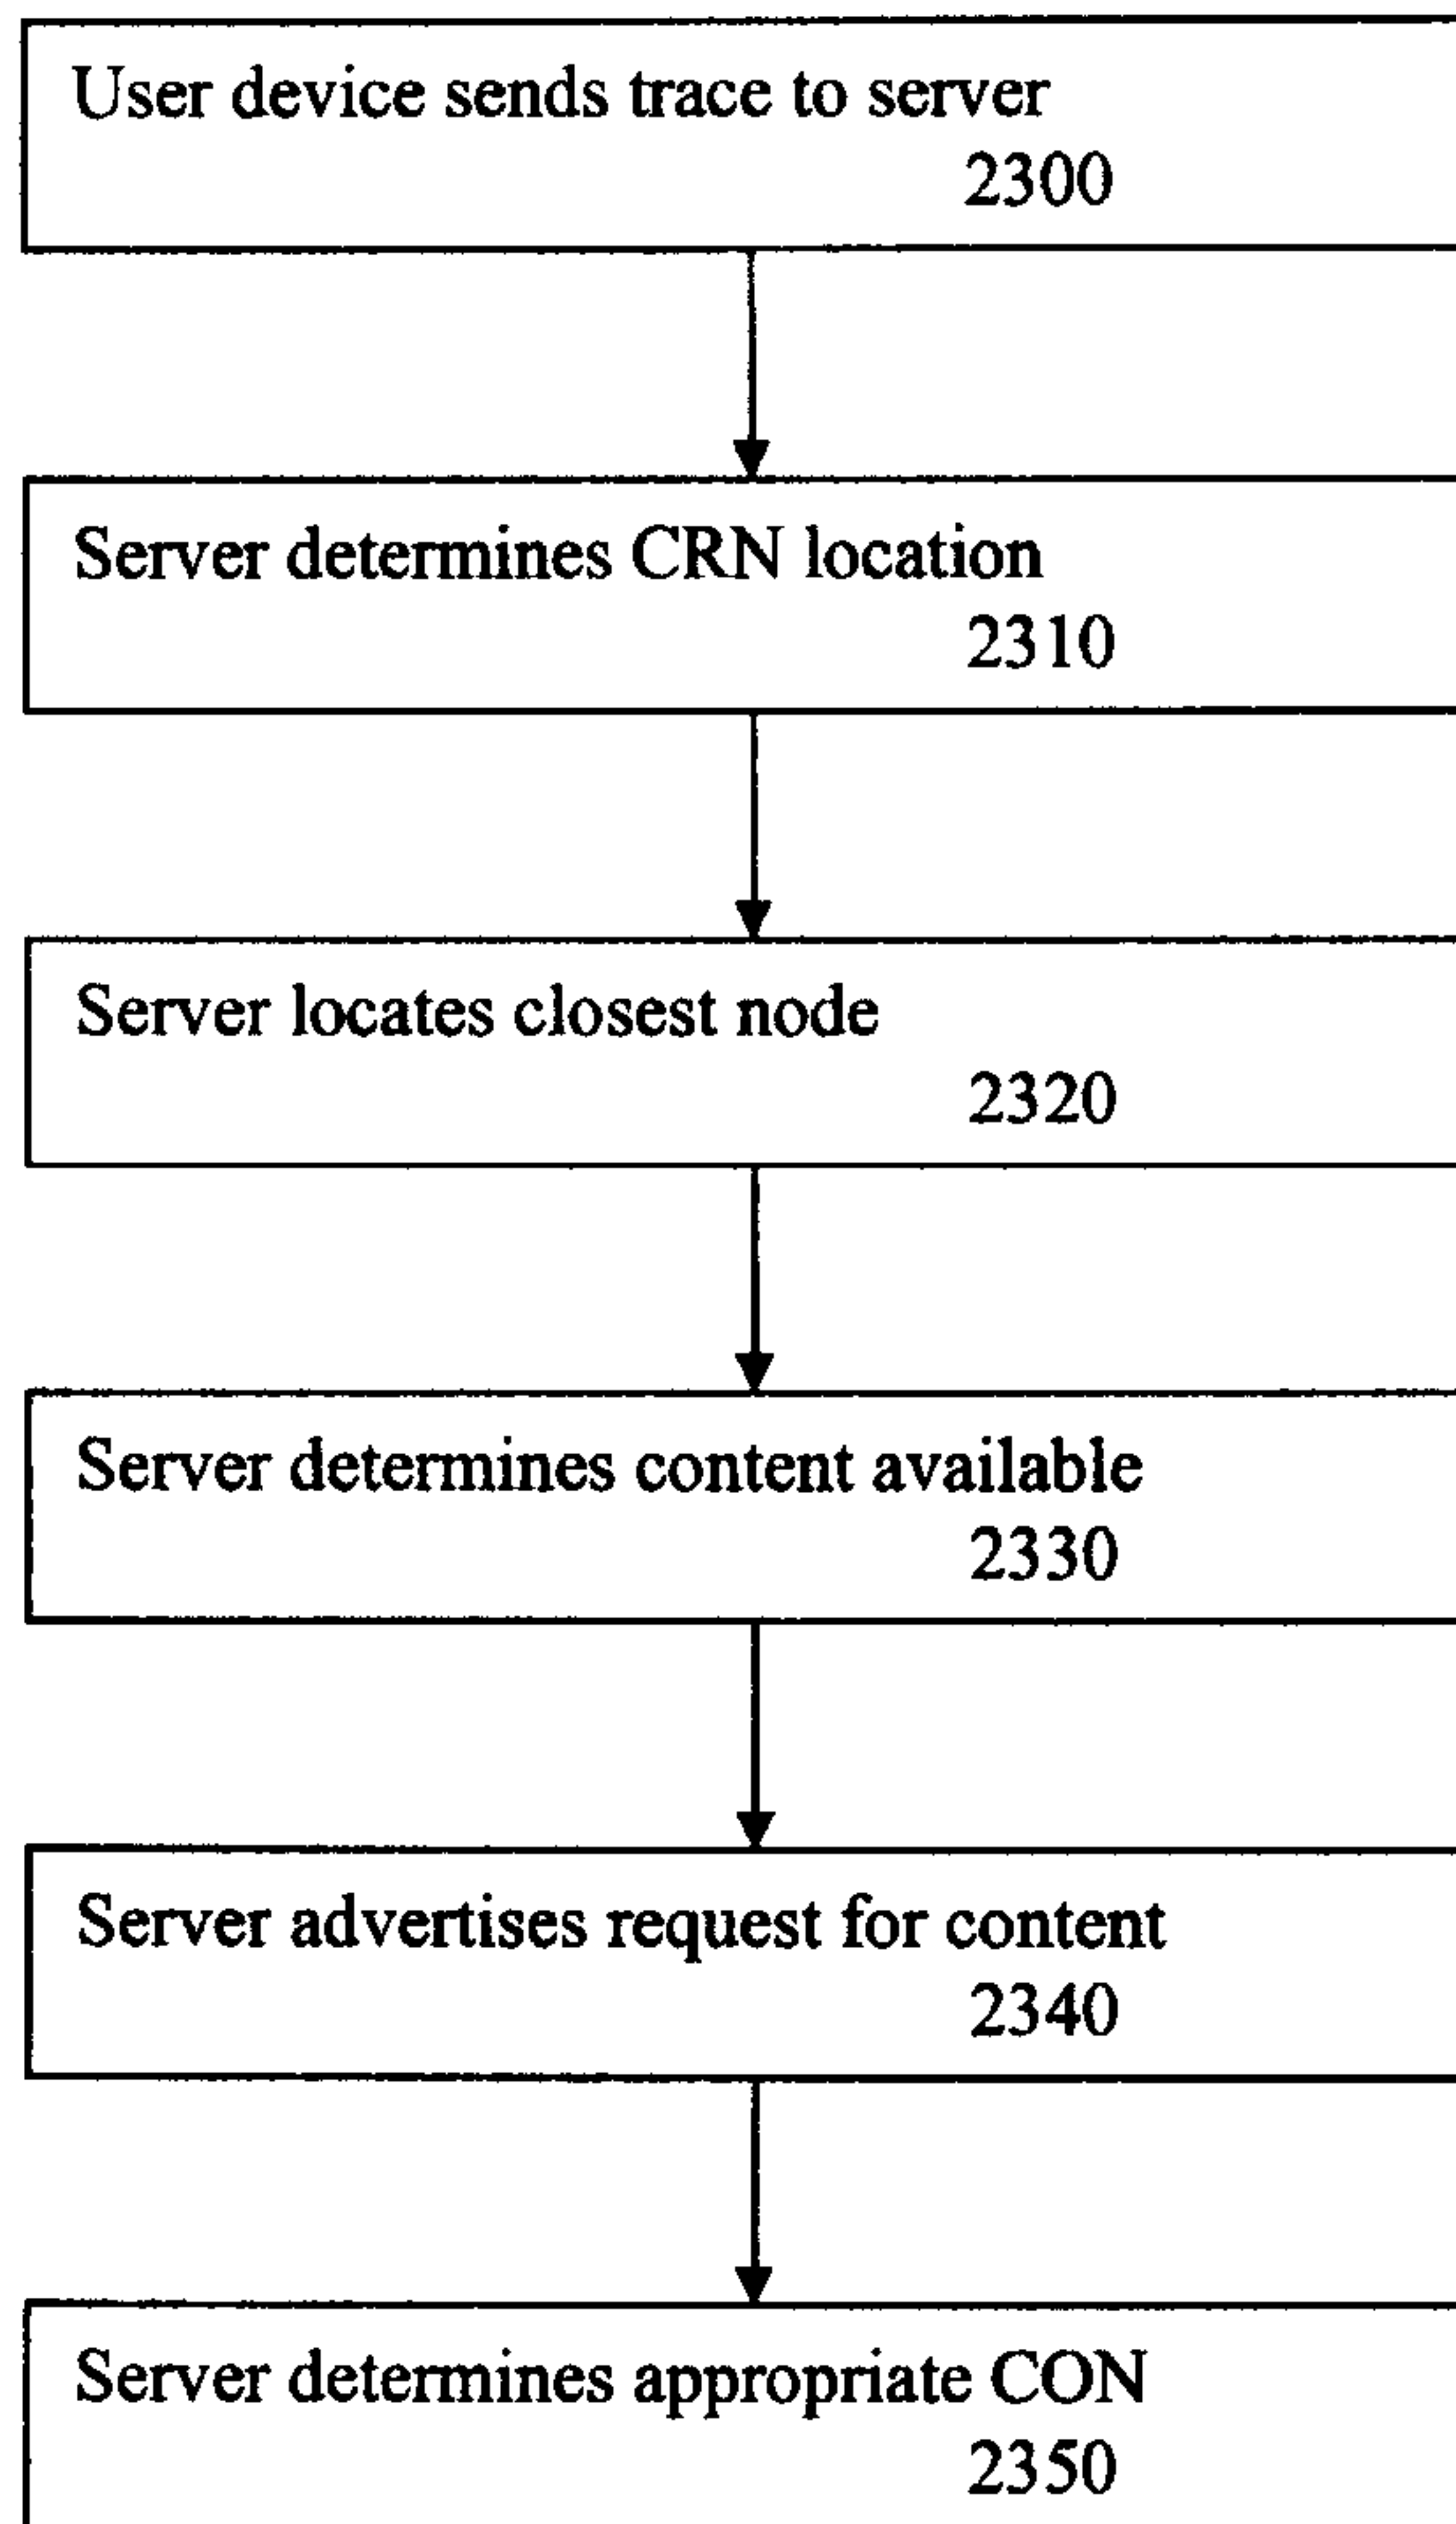 User device sends trace to server
2300
Server determines CRN location
2310
Server locates closest node
2320
Server determines content available
2330
Server advertises request for content
2340
Server determines appropriate CON
2350